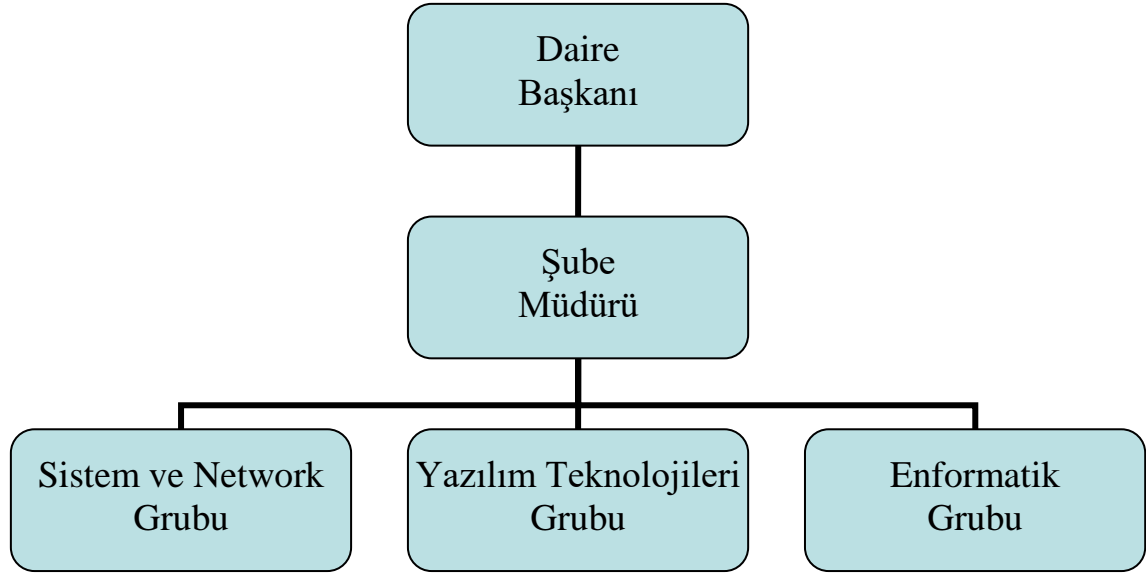 Daire
Başkanı
Şube
Müdürü
Sistem ve Network
Grubu
Yazılım Teknolojileri
Grubu
Enformatik
Grubu